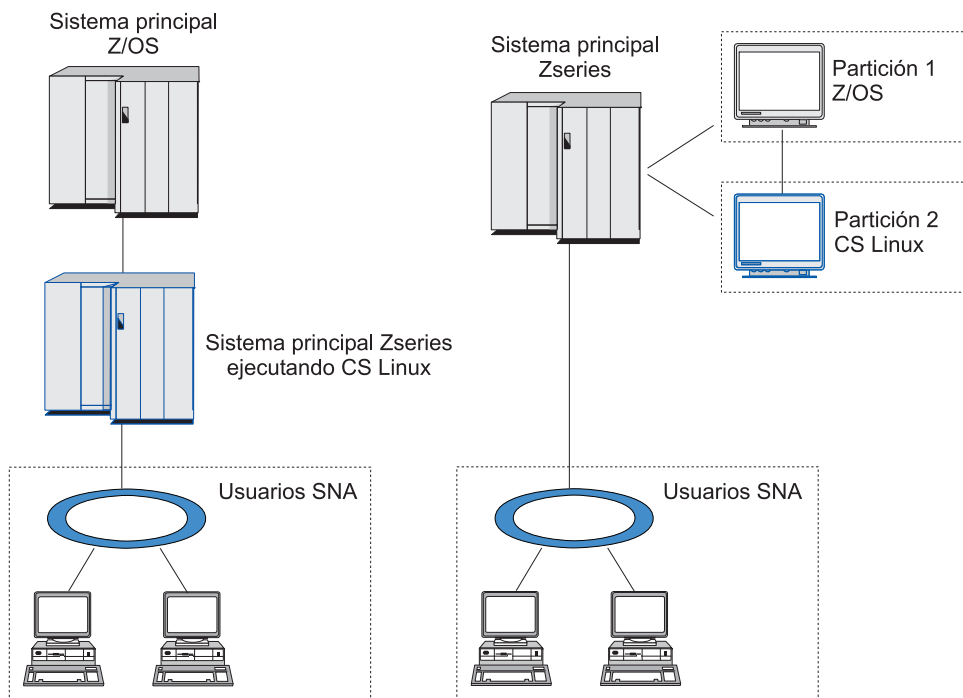 Sistema principal
Z/OS
Sistema principal Zseries
ejecutando CS Linux
Usuarios SNA
Sistema principal
Zseries
Partición 1
Z/OS
Partición 2
CS Linux
Usuarios SNA